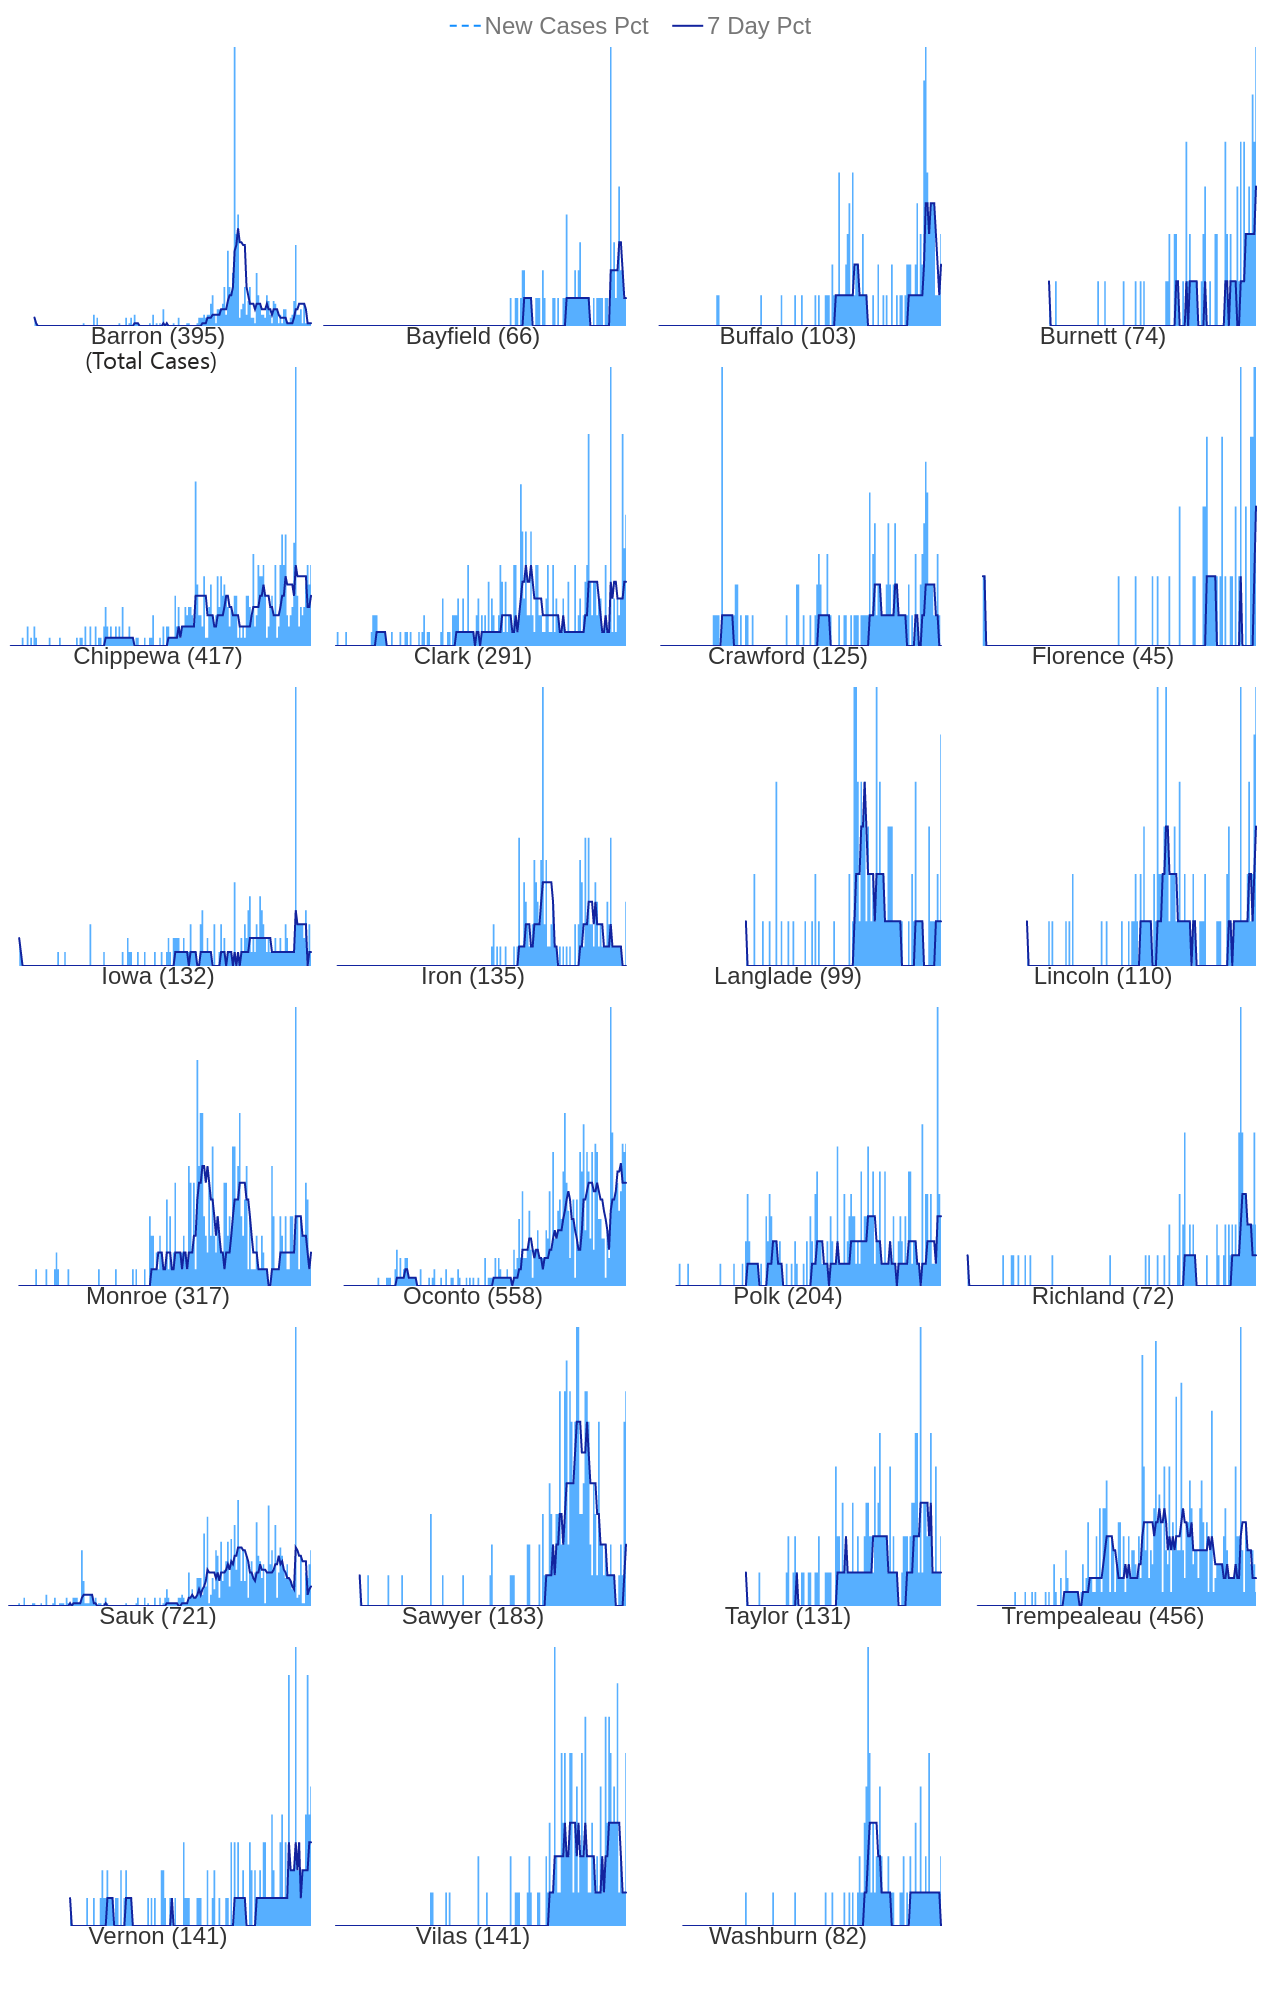 New Cases Pct 7 Day Pct
Barron (395) Bayfield (66) Buffalo (103) Burnett (74)
(Total Cases)
Chippewa (417) Clark (291) Crawford (125) Florence (45)
Iowa (132) Iron (135) Langlade (99) Lincoln (110)
Monroe (317) Oconto (558) Polk (204) Richland (72)
Sauk (721) Sawyer (183) Taylor (131) Trempealeau (456)
Vernon (141) Vilas (141) Washburn (82)